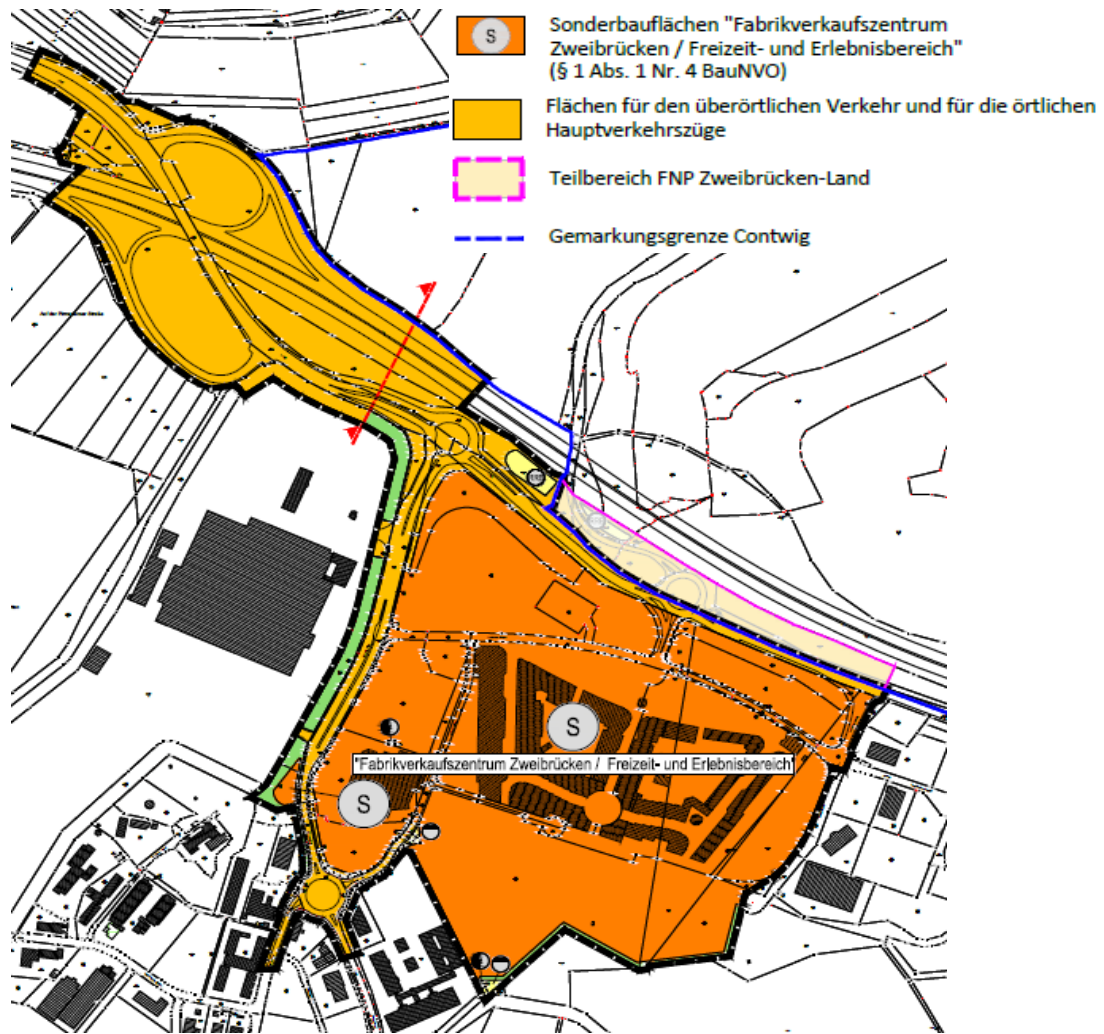 S
Sonderbauflächen "Fabrikverkaufszentrum
Zweibrücken / Freizeit- und Erlebnisbereich"
(§ 1 Abs. 1 Nr. 4 BauNVO)
Flächen für den überörtlichen Verkehr und für die örtlichen
Hauptverkehrszüge
Teilbereich FNP Zweibrücken-Land
Gemarkungsgrenze Contwig
S
"Fabrikverkaufszentrum Zweibrücken / Freizeit- und Erlebnisbereich"
S